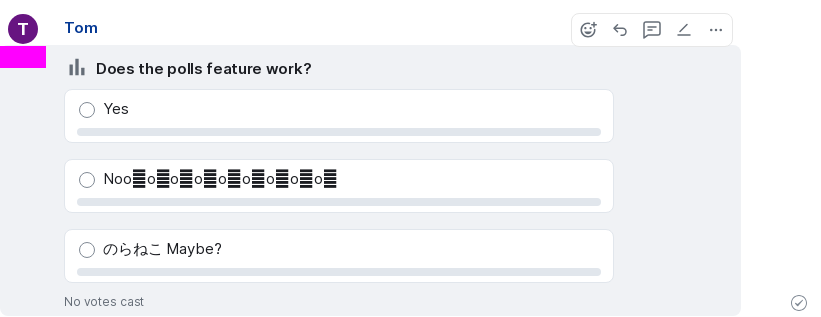 T
Tom
Does the polls feature work?
Yes
Noo𝌆o𝌆o𝌆o𝌆o𝌆o𝌆o𝌆o𝌆o𝌆
のらねこ Maybe?
No votes cast